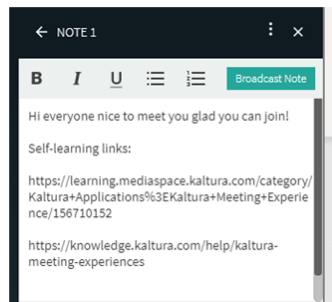 NOTE 1
B I U Broadcast Note
Hi everyone nice to meet you glad you can join!
Self-learning links:
https://learning.mediaspace.kaltura.com/category/
Kaltura+Applications%3EKaltura+Meeting+Experie
nce/156710152
https://knowledge.kaltura.com/help/kaltura-
meeting-experiences